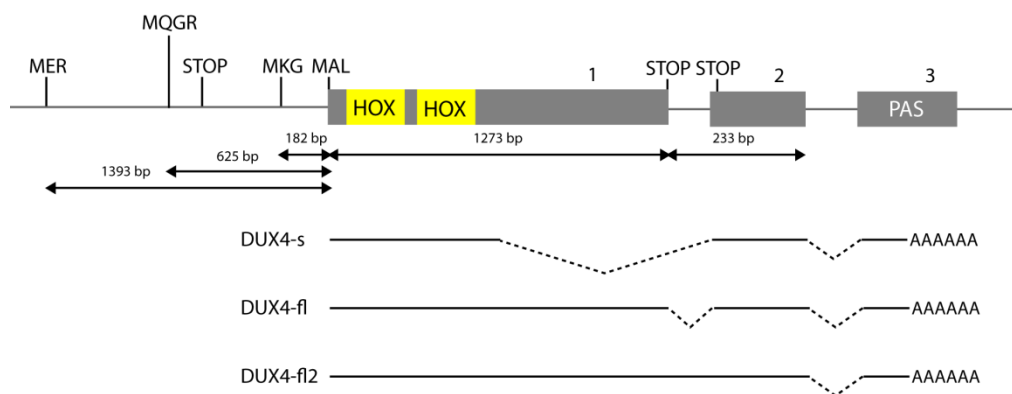 MQGR
MER STOP MKG MAL 1 STOP STOP 2 3
HOX HOX PAS
182 bp 1273 bp 233 bp
625 bp
1393 bp
DUX4-s AAAAAA
DUX4-fl AAAAAA
DUX4-fl2 AAAAAA